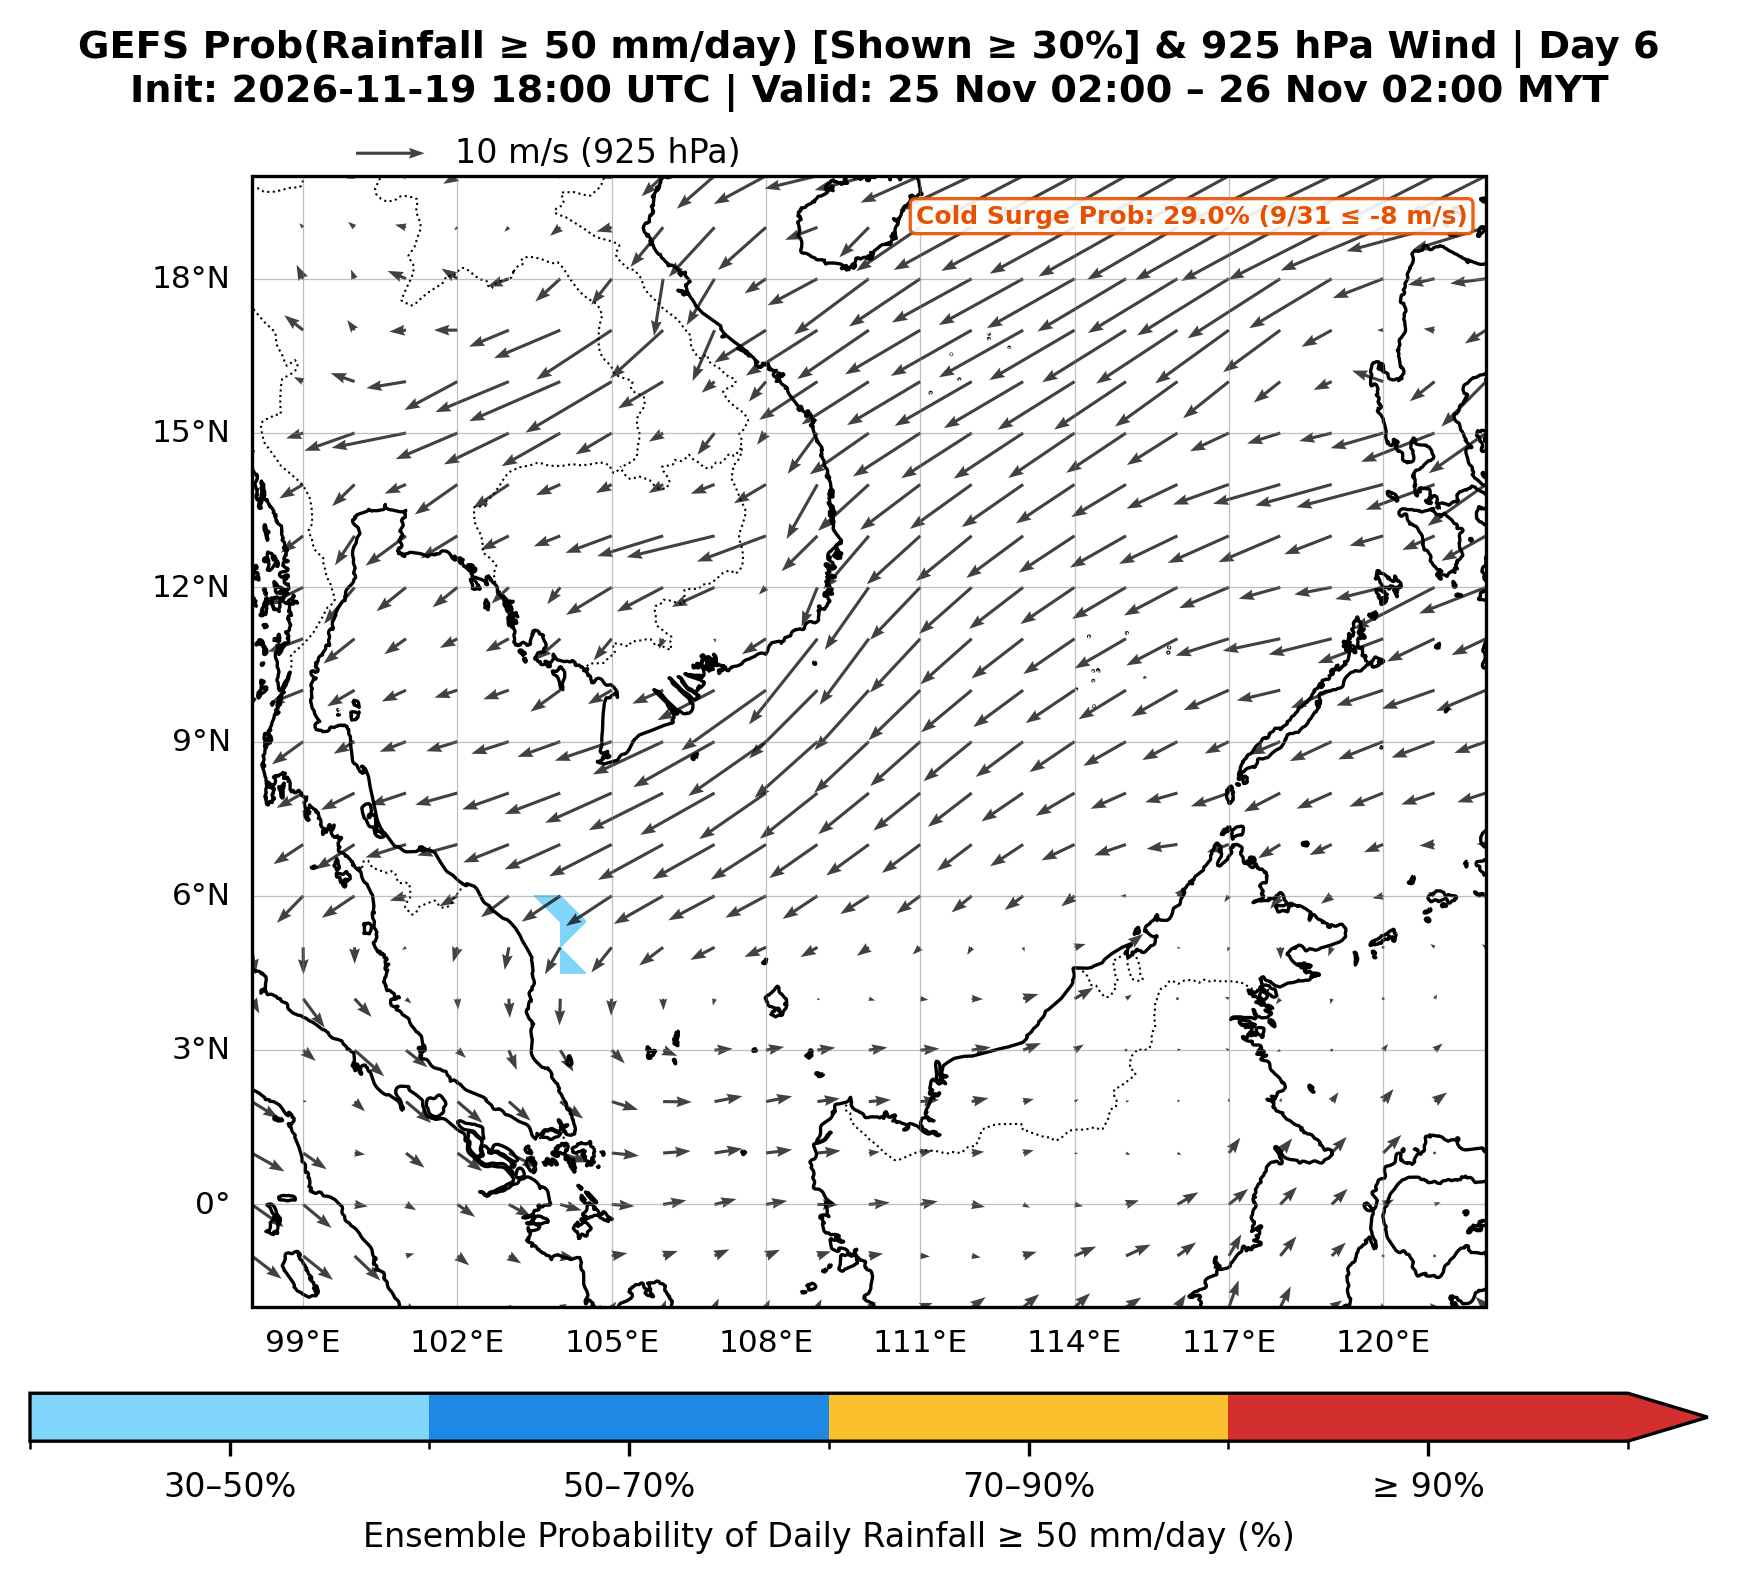 GEFS Prob(Rainfall ≥ 50 mm/day) [Shown ≥ 30%] & 925 hPa Wind | Day 6
Init: 2026-11-19 18:00 UTC | Valid: 25 Nov 02:00 – 26 Nov 02:00 MYT
10 m/s (925 hPa)
Cold Surge Prob: 29.0% (9/31 ≤ -8 m/s)
18°N
15°N
12°N
9°N
6°N
3°N
0°
99°E 102°E 105°E 108°E 111°E 114°E 117°E 120°E
30–50% 50–70% 70–90% ≥ 90%
Ensemble Probability of Daily Rainfall ≥ 50 mm/day (%)